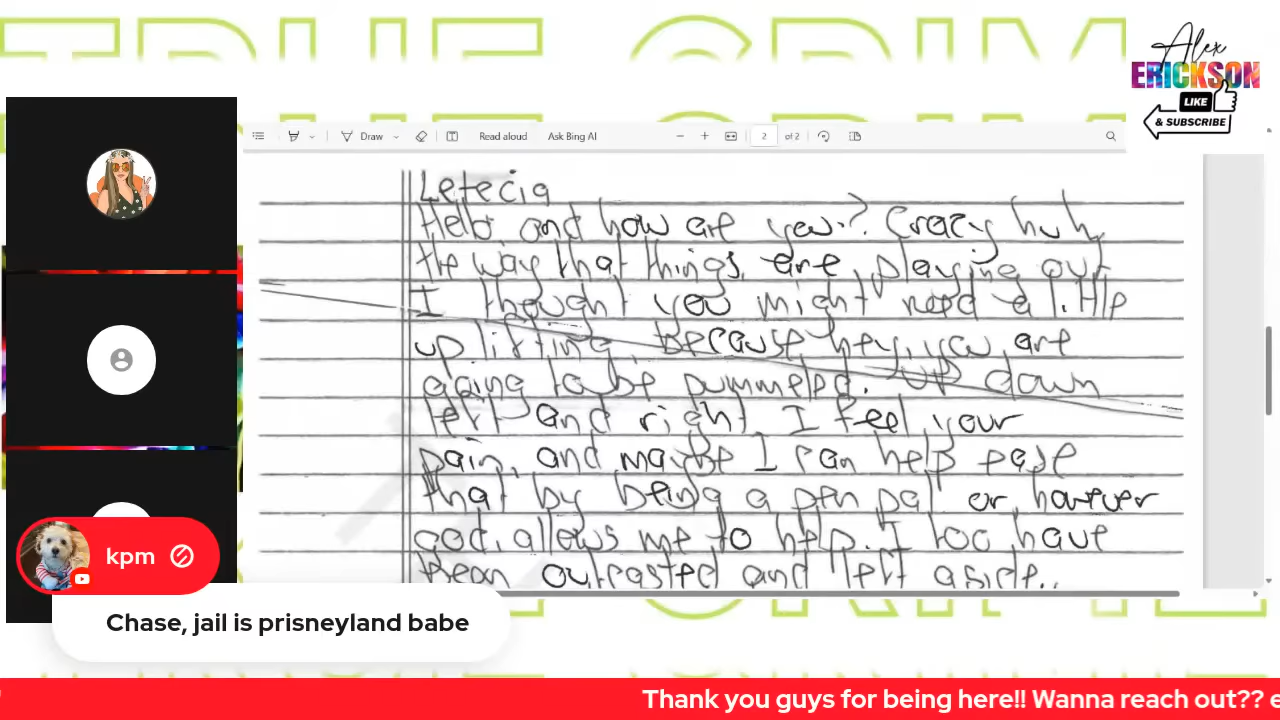 TRUE CRIME
Alex
ERICKSON
LIKE
& SUBSCRIBE
Draw
Read aloud
Ask Bing AI
2
of 2
Letecia
Hello and how are you? Crazy huh,
the way that things are playing out
I thought you might need a little
uplifting, Because hey, you are
going to be pummeled. Up down
left and right I feel your
pain, and maybe I can help ease
that by being a pen pal or however
god, allows me to help. I too have
Bean outcasted and left aside..
kpm
Chase, jail is prisneyland babe
Thank you guys for being here!! Wanna reach out?? e